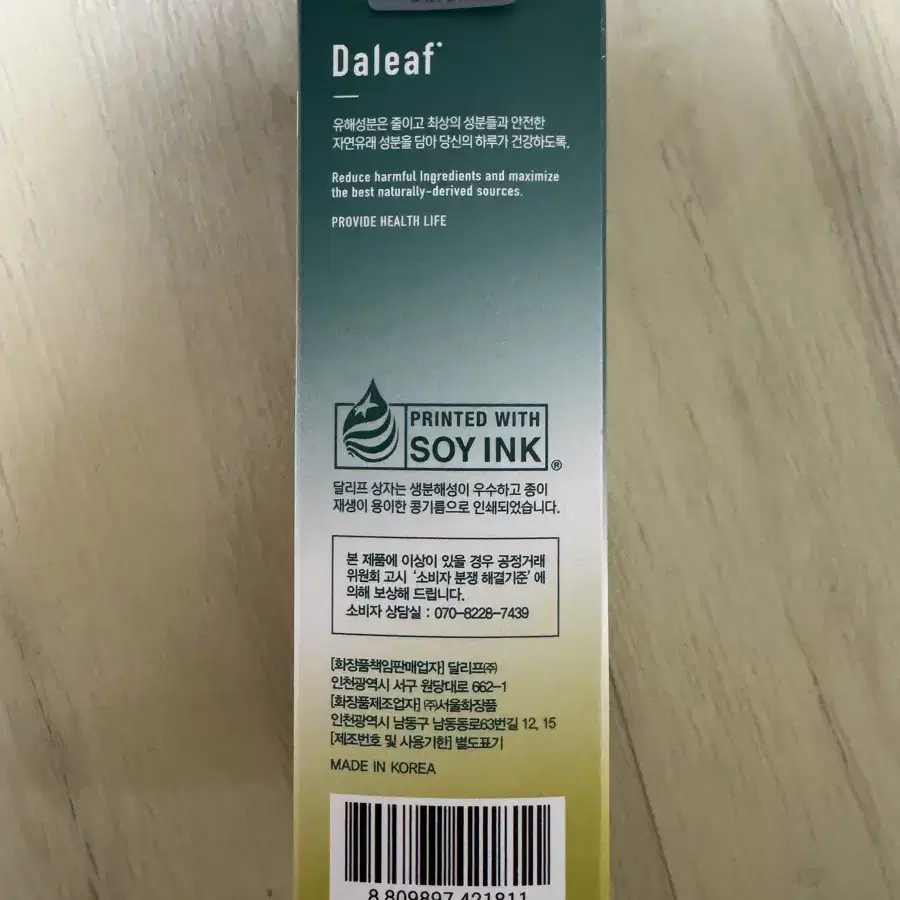 Daleaf
유해성분은 줄이고 최상의 성분들과 안전한
자연유래 성분을 담아 당신의 하루가 건강하도록.
Reduce harmful Ingredients and maximize
the best naturally-derived sources.
PROVIDE HEALTH LIFE
PRINTED WITH
SOY INK®
달리프 상자는 생분해성이 우수하고 종이
재생이 용이한 콩기름으로 인쇄되었습니다.
본 제품에 이상이 있을 경우 공정거래
위원회 고시 '소비자 분쟁 해결기준'에
의해 보상해 드립니다.
소비자 상담실 : 070-8228-7439
[화장품책임판매업자] 달리프㈜
인천광역시 서구 원당대로 662-1
[화장품제조업자] ㈜서울화장품
인천광역시 남동구 남동동로63번길 12, 15
[제조번호 및 사용기한] 별도표기
MADE IN KOREA
8 809897 421811